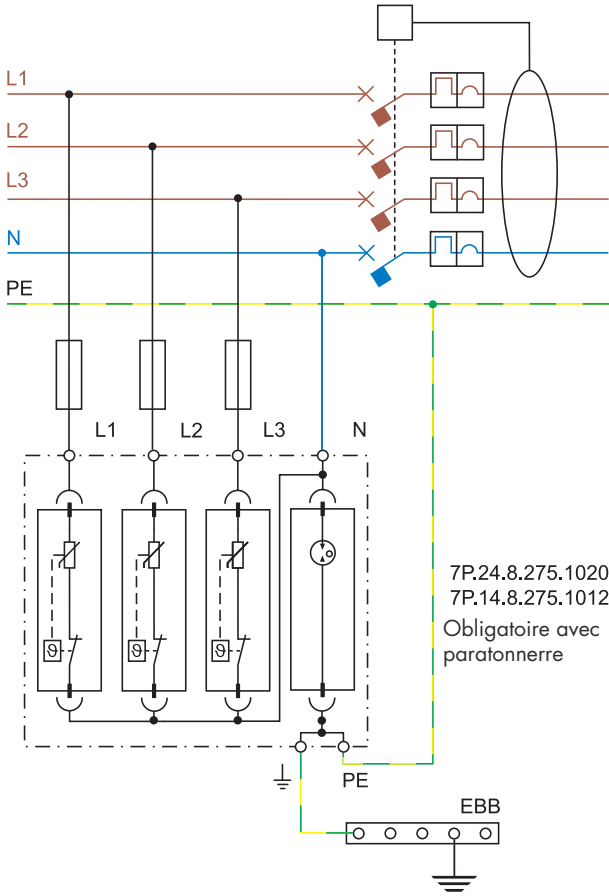 L1
L2
L3
N
PE
L1 L2 L3 N
ϑ ϑ ϑ
7P.24.8.275.1020
7P.14.8.275.1012
Obligatoire avec
paratonnerre
PE
EBB